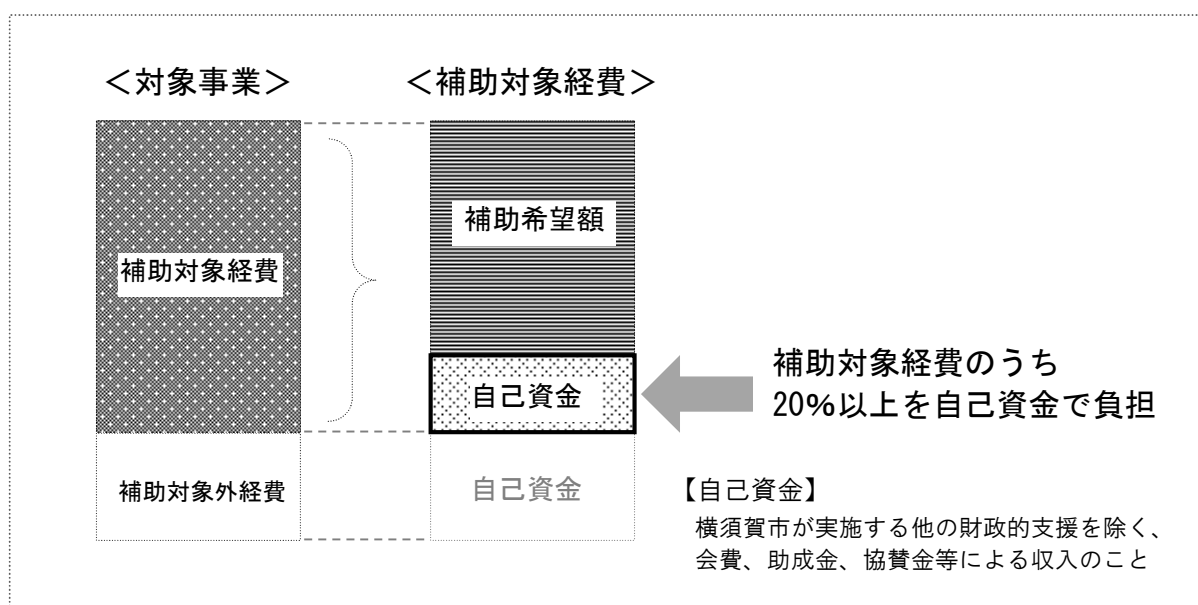 ＜対象事業＞
＜補助対象経費＞
補助対象経費
補助希望額
自己資金
補助対象経費のうち
20％以上を自己資金で負担
補助対象外経費
自己資金
【自己資金】
横須賀市が実施する他の財政的支援を除く、
会費、助成金、協賛金等による収入のこと